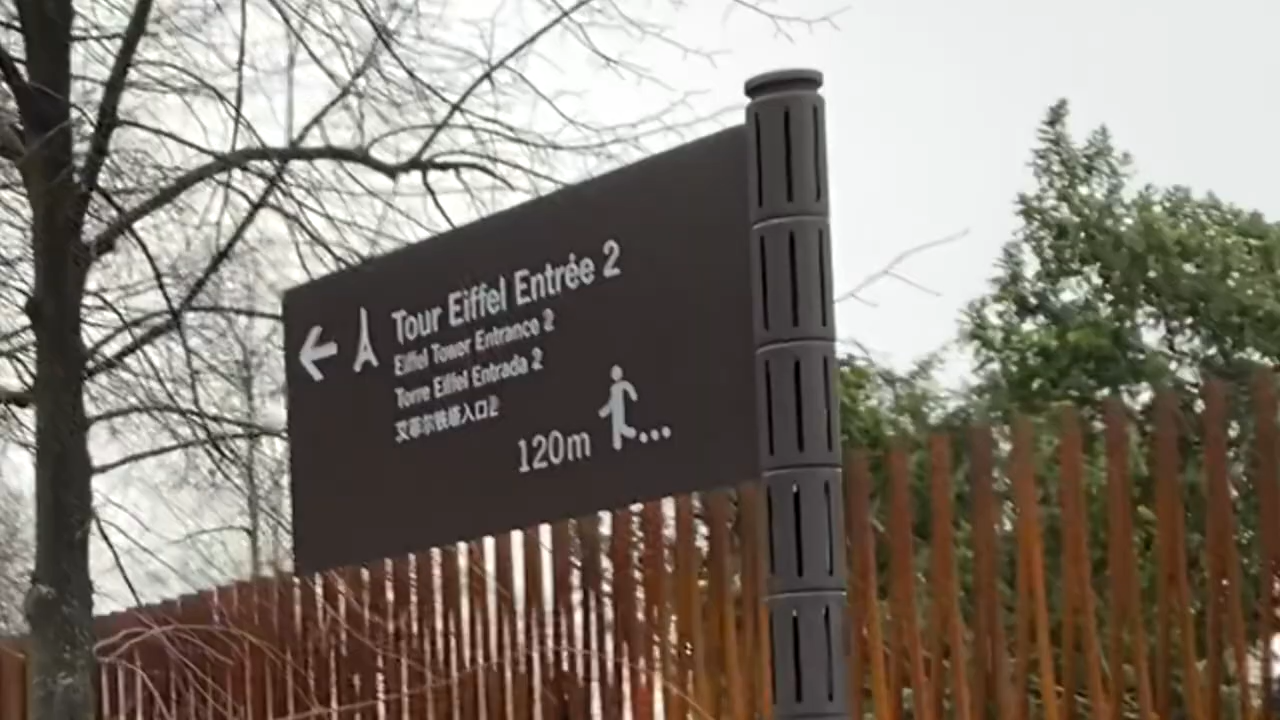 Tour Eiffel Entrée 2
Eiffel Tower Entrance 2
Torre Eiffel Entrada 2
艾菲尔铁塔入口2
120m